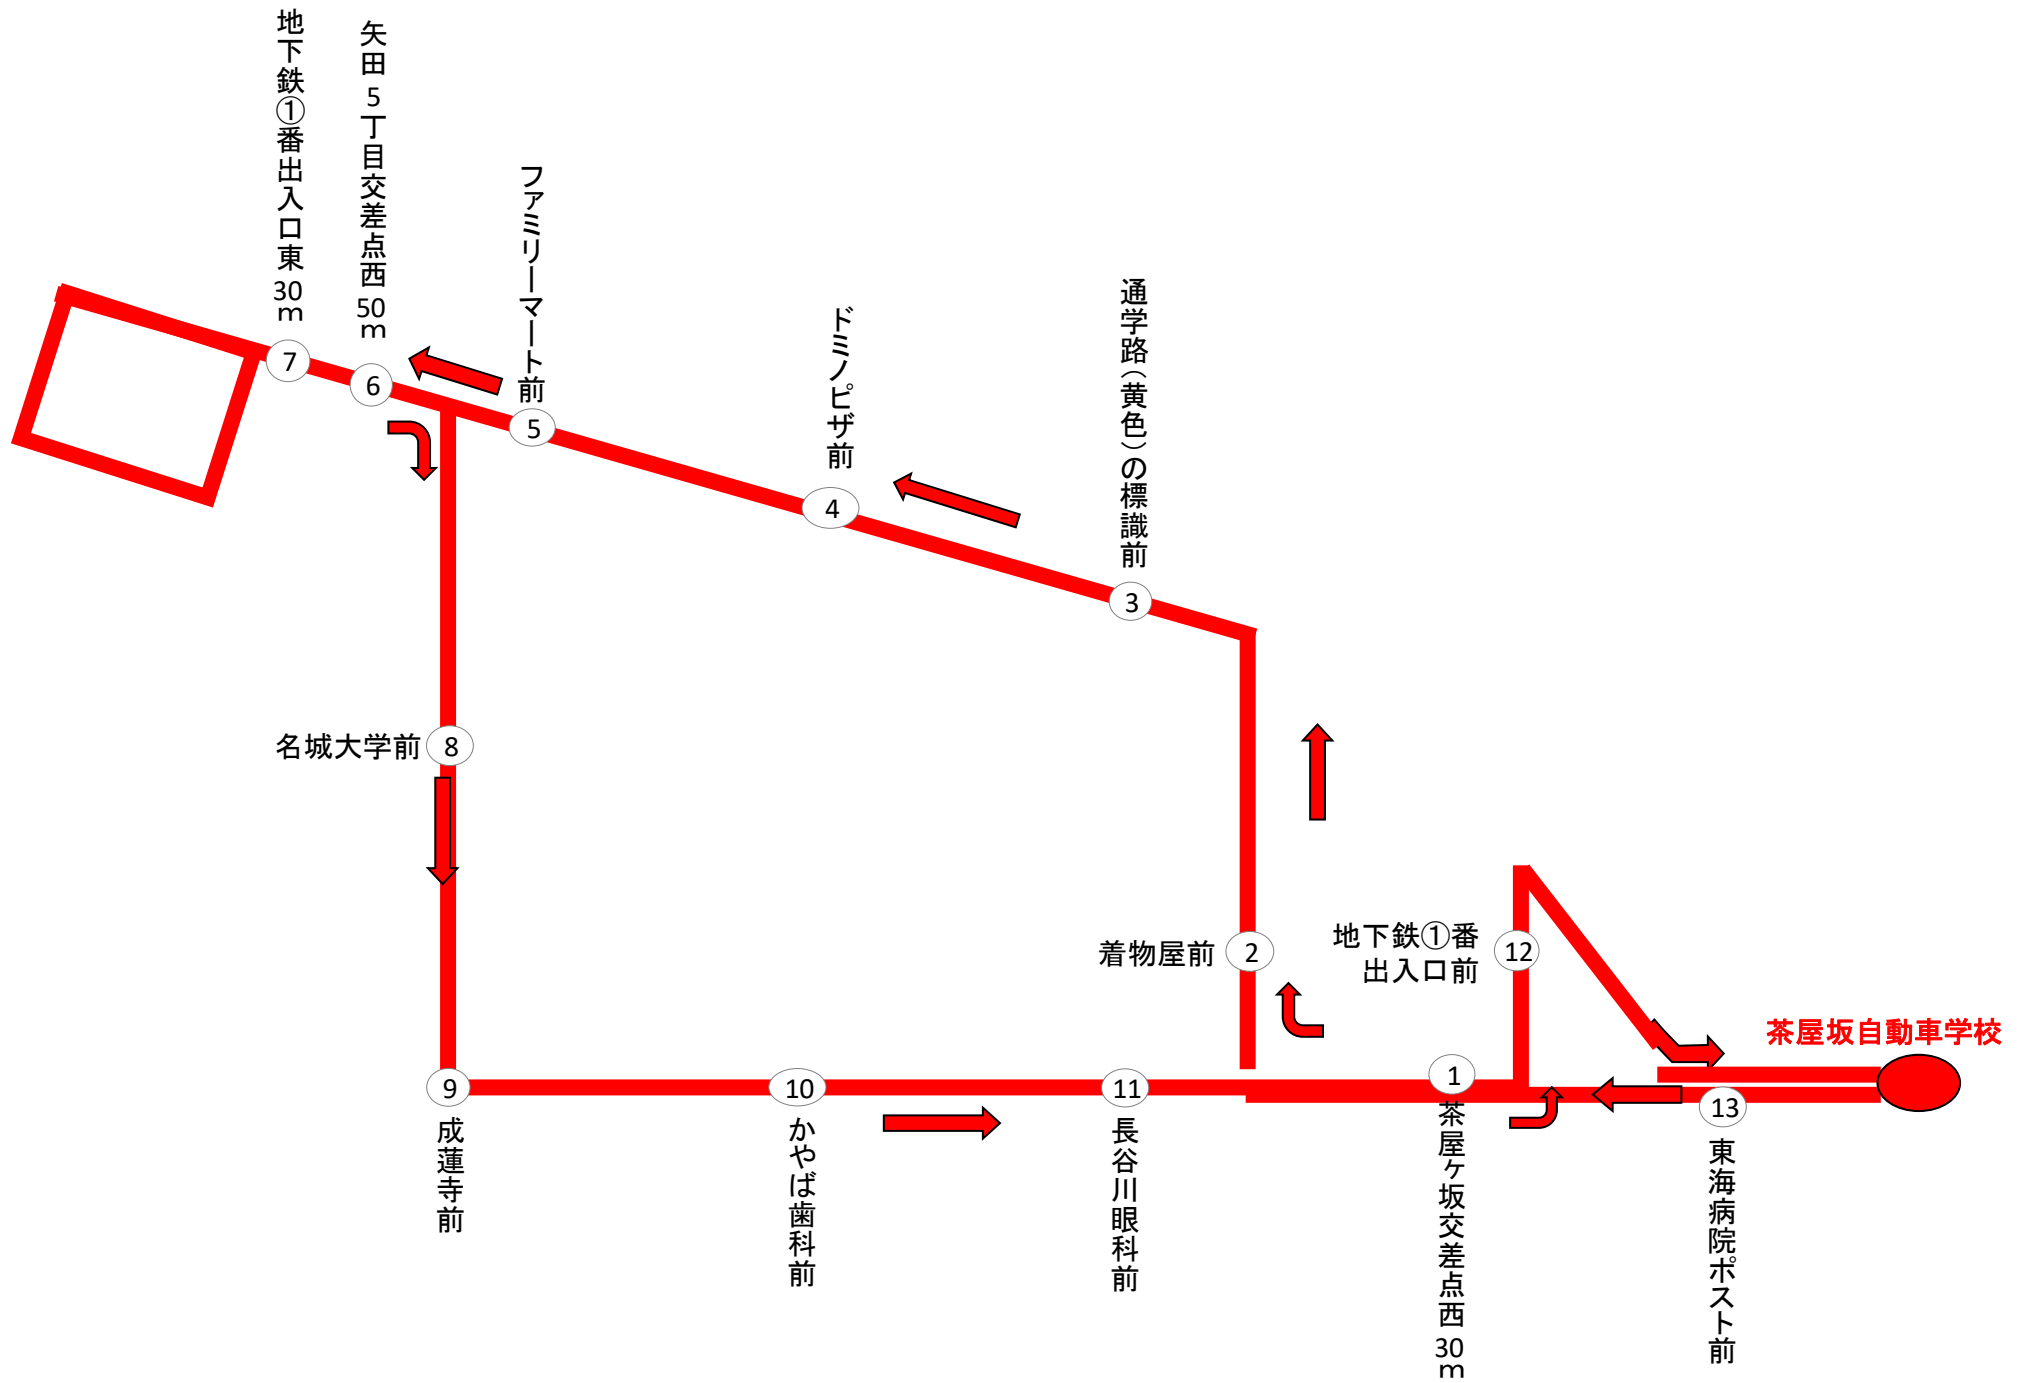 地下鉄①番出入口東30m
矢田5丁目交差点西50m
ファミリーマート前
ドミノピザ前
通学路(黄色)の標識前
7
6
5
4
3
名城大学前
8
着物屋前
2
地下鉄①番
出入口前
12
茶屋坂自動車学校
9
10
11
1
13
成蓮寺前
かやば歯科前
長谷川眼科前
茶屋ヶ坂交差点西30m
東海病院ポスト前